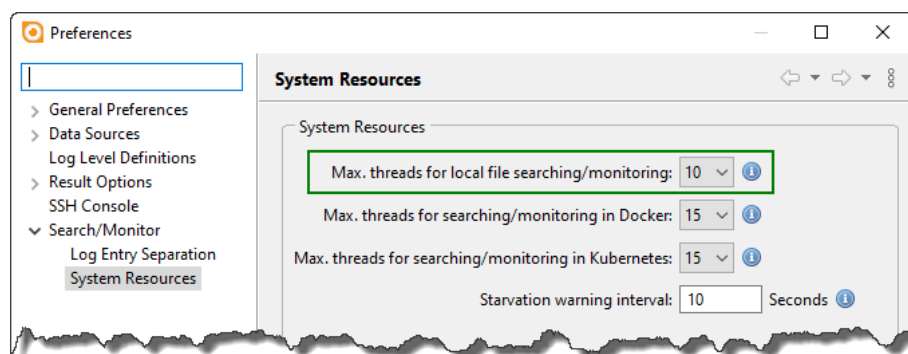 Preferences
System Resources
General Preferences
Data Sources
Log Level Definitions
Result Options
SSH Console
Search/Monitor
Log Entry Separation
System Resources
System Resources
Max. threads for local file searching/monitoring: 10
Max. threads for searching/monitoring in Docker: 15
Max. threads for searching/monitoring in Kubernetes: 15
Starvation warning interval: 10 Seconds